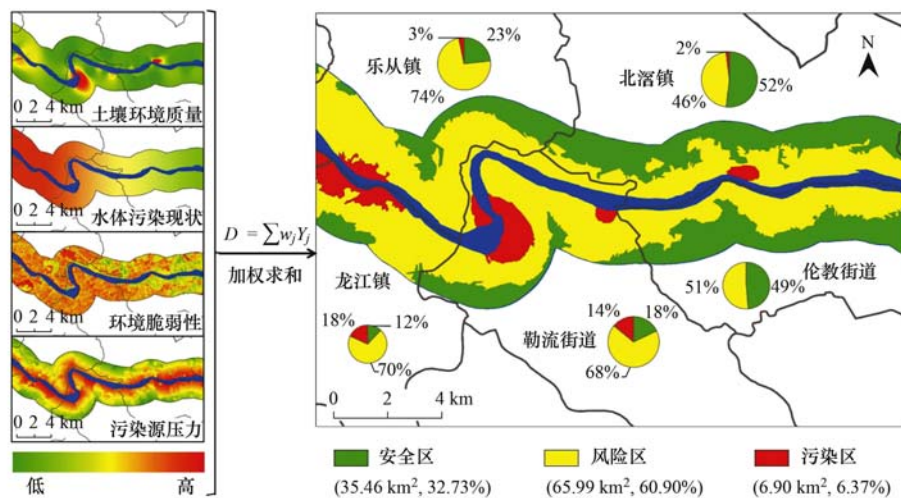 0 2 4 km
土壤环境质量
0 2 4 km
水体污染现状
0 2 4 km
环境脆弱性
0 2 4 km
污染源压力
低 高
D = ∑wjYj
加权求和
3% 23%
乐从镇
74%
2%
北滘镇
52%
46%
N
龙江镇
18% 12%
70%
14% 18%
勒流街道
68%
伦教街道
51% 49%
0 2 4 km
安全区 风险区 污染区
(35.46 km², 32.73%) (65.99 km², 60.90%) (6.90 km², 6.37%)